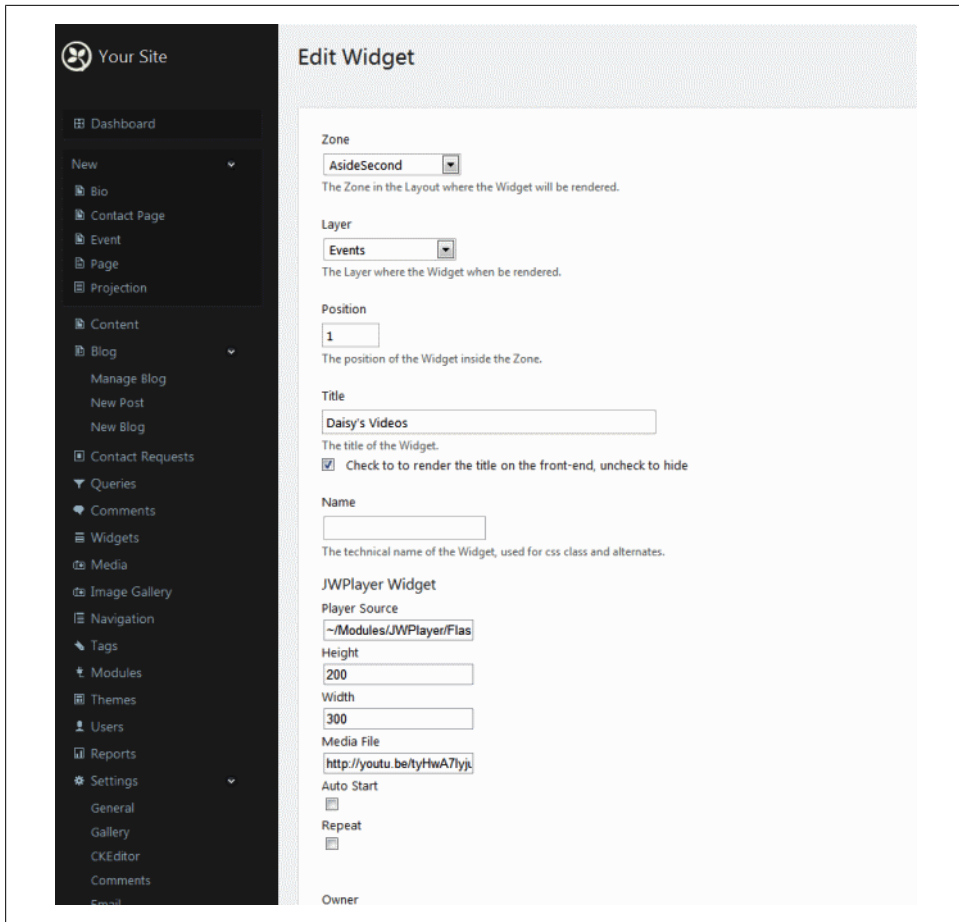 Your Site
Dashboard
New
Bio
Contact Page
Event
Page
Projection
Content
Blog
Manage Blog
New Post
New Blog
Contact Requests
Queries
Comments
Widgets
Media
Image Gallery
Navigation
Tags
Modules
Themes
Users
Reports
Settings
General
Gallery
CKEditor
Comments
Email
Edit Widget
Zone
AsideSecond
The Zone in the Layout where the Widget will be rendered.
Layer
Events
The Layer where the Widget when be rendered.
Position
1
The position of the Widget inside the Zone.
Title
Daisy's Videos
The title of the Widget.
Check to to render the title on the front-end, uncheck to hide
Name
The technical name of the Widget, used for css class and alternates.
JWPlayer Widget
Player Source
~/Modules/JWPlayer/Flas
Height
200
Width
300
Media File
Auto Start
Repeat
Owner